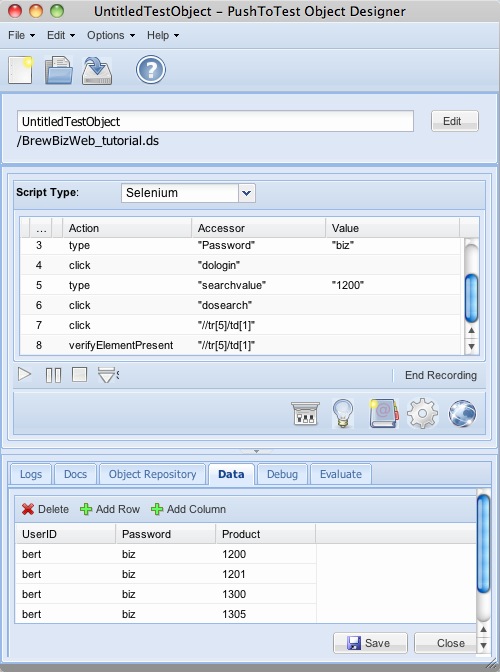 UntitledTestObject - PushToTest Object Designer
File Edit Options Help
UntitledTestObject Edit
/BrewBizWeb_tutorial.ds
Script Type: Selenium
... Action Accessor Value
3 type "Password" "biz"
4 click "dologin"
5 type "searchvalue" "1200"
6 click "dosearch"
7 click "//tr[5]/td[1]"
8 verifyElementPresent "//tr[5]/td[1]"
End Recording
Logs Docs Object Repository Data Debug Evaluate
Delete Add Row Add Column
UserID Password Product
bert biz 1200
bert biz 1201
bert biz 1300
bert biz 1305
Save Close